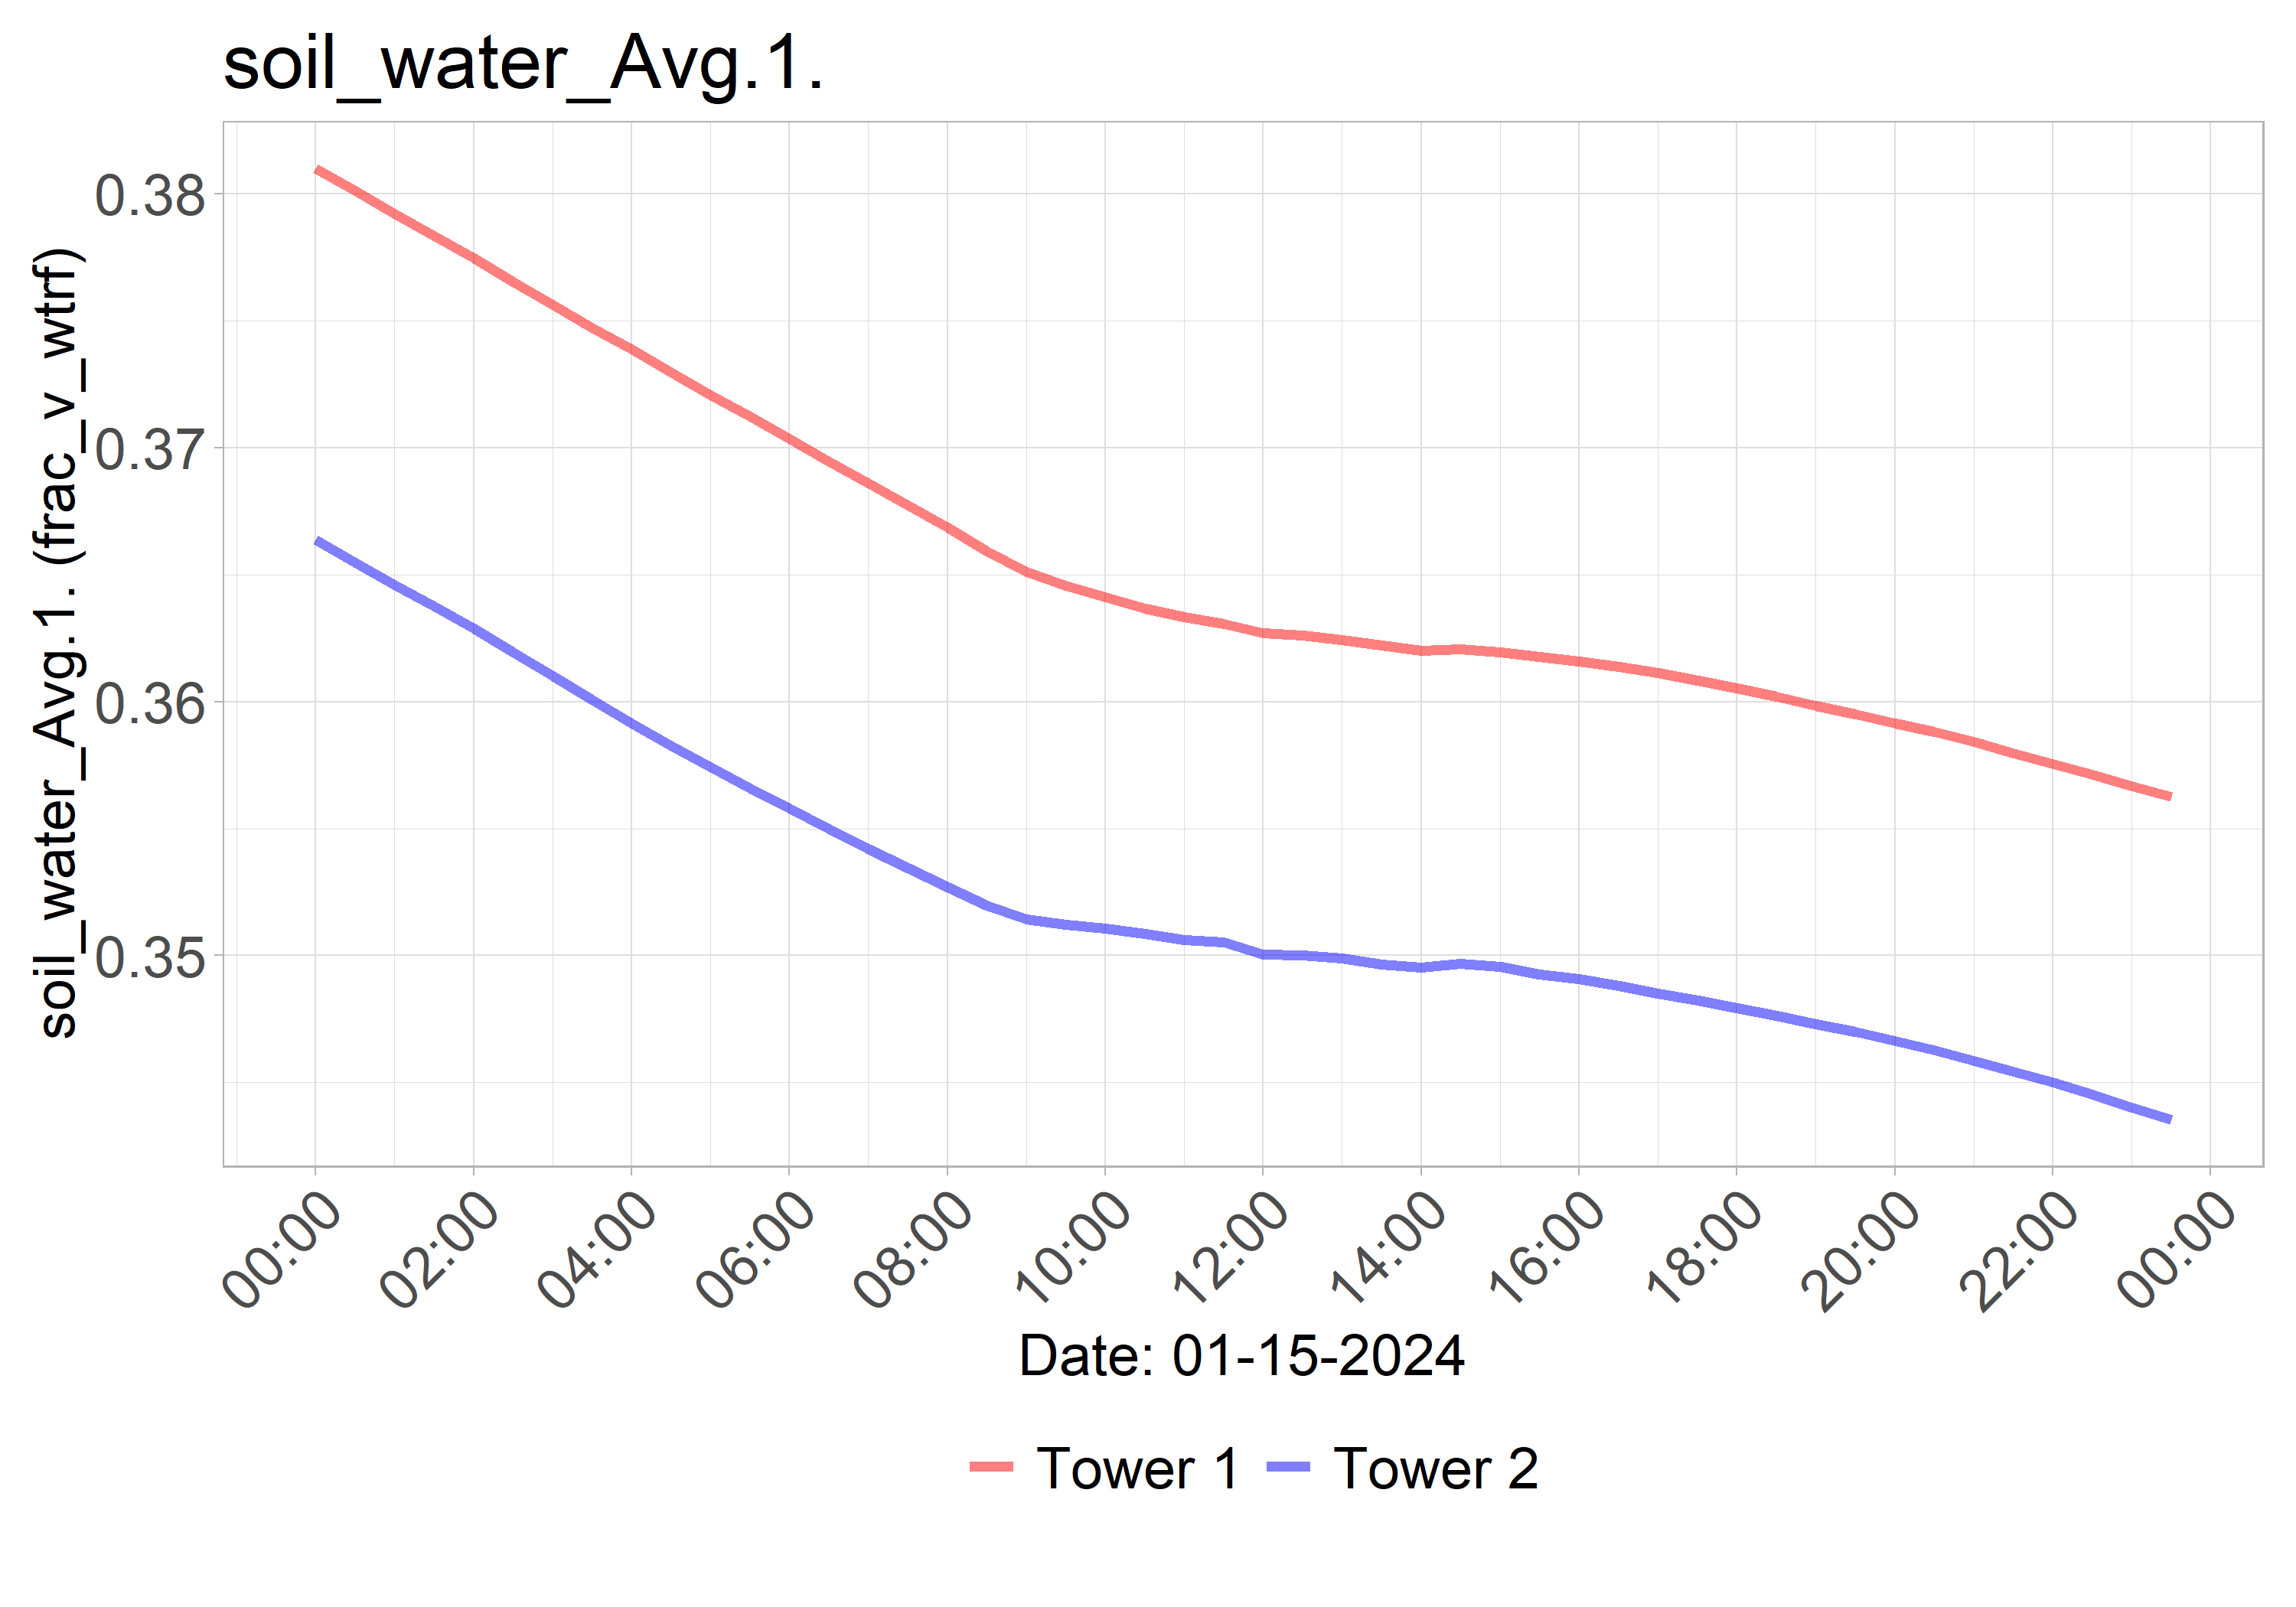 soil_water_Avg.1.
soil_water_Avg.1. (frac_v_wtrf)
0.38
0.37
0.36
0.35
00:00 02:00 04:00 06:00 08:00 10:00 12:00 14:00 16:00 18:00 20:00 22:00 00:00
Date: 01-15-2024
Tower 1 Tower 2